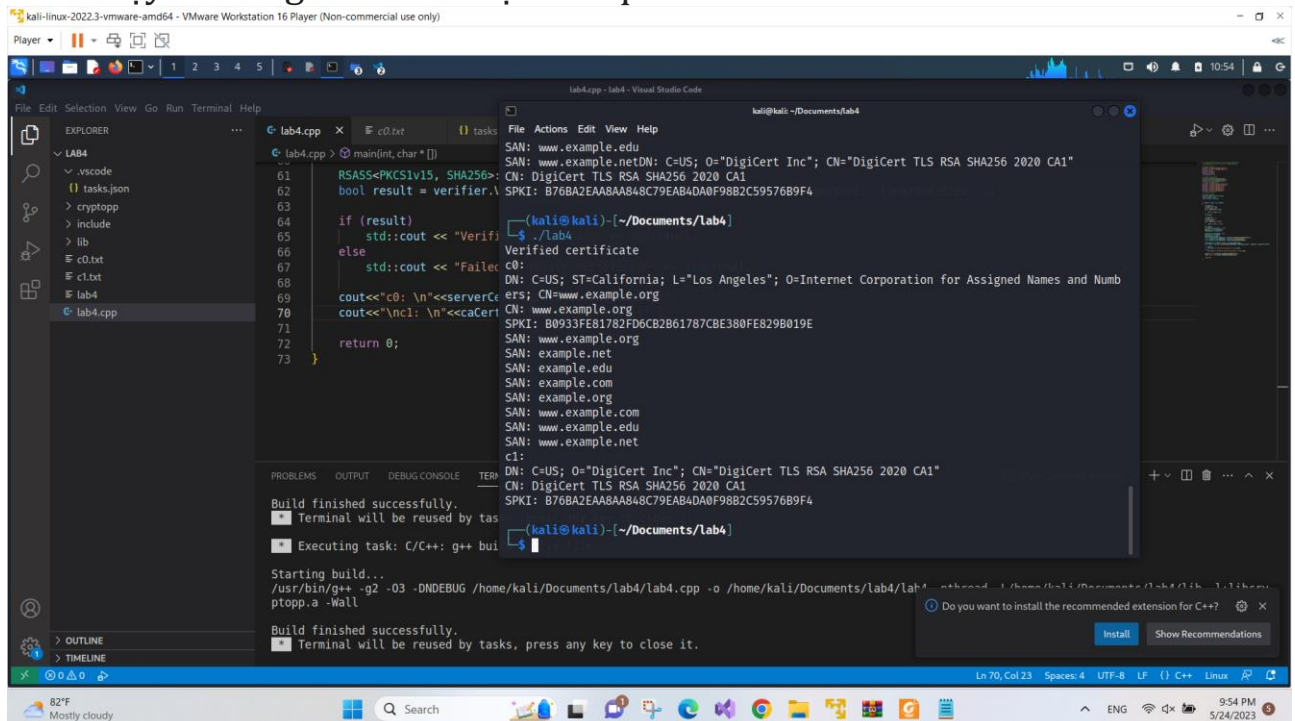 kali-linux-2022.3-vmware-amd64 - VMware Workstation 16 Player (Non-commercial use only)
Player
1 2 3 4 5
10:54
lab4.cpp - lab4 - Visual Studio Code
File Edit Selection View Go Run Terminal Help
EXPLORER
LAB4
.vscode
tasks.json
cryptopp
include
lib
c0.txt
c1.txt
lab4
lab4.cpp
OUTLINE
TIMELINE
lab4.cpp
c0.txt
tasks
lab4.cpp > main(int, char * [])
61 RSASS<PKCS1v15, SHA256>:
62 bool result = verifier.V
63
64 if (result)
65 std::cout << "Verifi
66 else
67 std::cout << "Failed
68
69 cout<<"c0: \n"<<serverCe
70 cout<<"\nc1: \n"<<caCert
71
72 return 0;
73 }
kali@kali: ~/Documents/lab4
File Actions Edit View Help
SAN: www.example.edu
SAN: www.example.netDN: C=US; O="DigiCert Inc"; CN="DigiCert TLS RSA SHA256 2020 CA1"
CN: DigiCert TLS RSA SHA256 2020 CA1
SPKI: B76BA2EAA8AA848C79EAB4DA0F98B2C59576B9F4
(kali㉿kali)-[~/Documents/lab4]
$ ./lab4
Verified certificate
c0:
DN: C=US; ST=California; L="Los Angeles"; O=Internet Corporation for Assigned Names and Numb
ers; CN=www.example.org
CN: www.example.org
SPKI: B0933FE81782FD6CB2B61787CBE380FE829B019E
SAN: www.example.org
SAN: example.net
SAN: example.edu
SAN: example.com
SAN: example.org
SAN: www.example.com
SAN: www.example.edu
SAN: www.example.net
c1:
DN: C=US; O="DigiCert Inc"; CN="DigiCert TLS RSA SHA256 2020 CA1"
CN: DigiCert TLS RSA SHA256 2020 CA1
SPKI: B76BA2EAA8AA848C79EAB4DA0F98B2C59576B9F4
(kali㉿kali)-[~/Documents/lab4]
$
PROBLEMS OUTPUT DEBUG CONSOLE TER
Build finished successfully.
* Terminal will be reused by tas
* Executing task: C/C++: g++ bui
Starting build...
/usr/bin/g++ -g2 -O3 -DNDEBUG /home/kali/Documents/lab4/lab4.cpp -o /home/kali/Documents/lab4/lab4
ptopp.a -Wall
Build finished successfully.
* Terminal will be reused by tasks, press any key to close it.
Do you want to install the recommended extension for C++?
Install
Show Recommendations
0 0
Ln 70, Col 23 Spaces: 4 UTF-8 LF {} C++ Linux
82°F
Mostly cloudy
Search
ENG
9:54 PM
5/24/2023